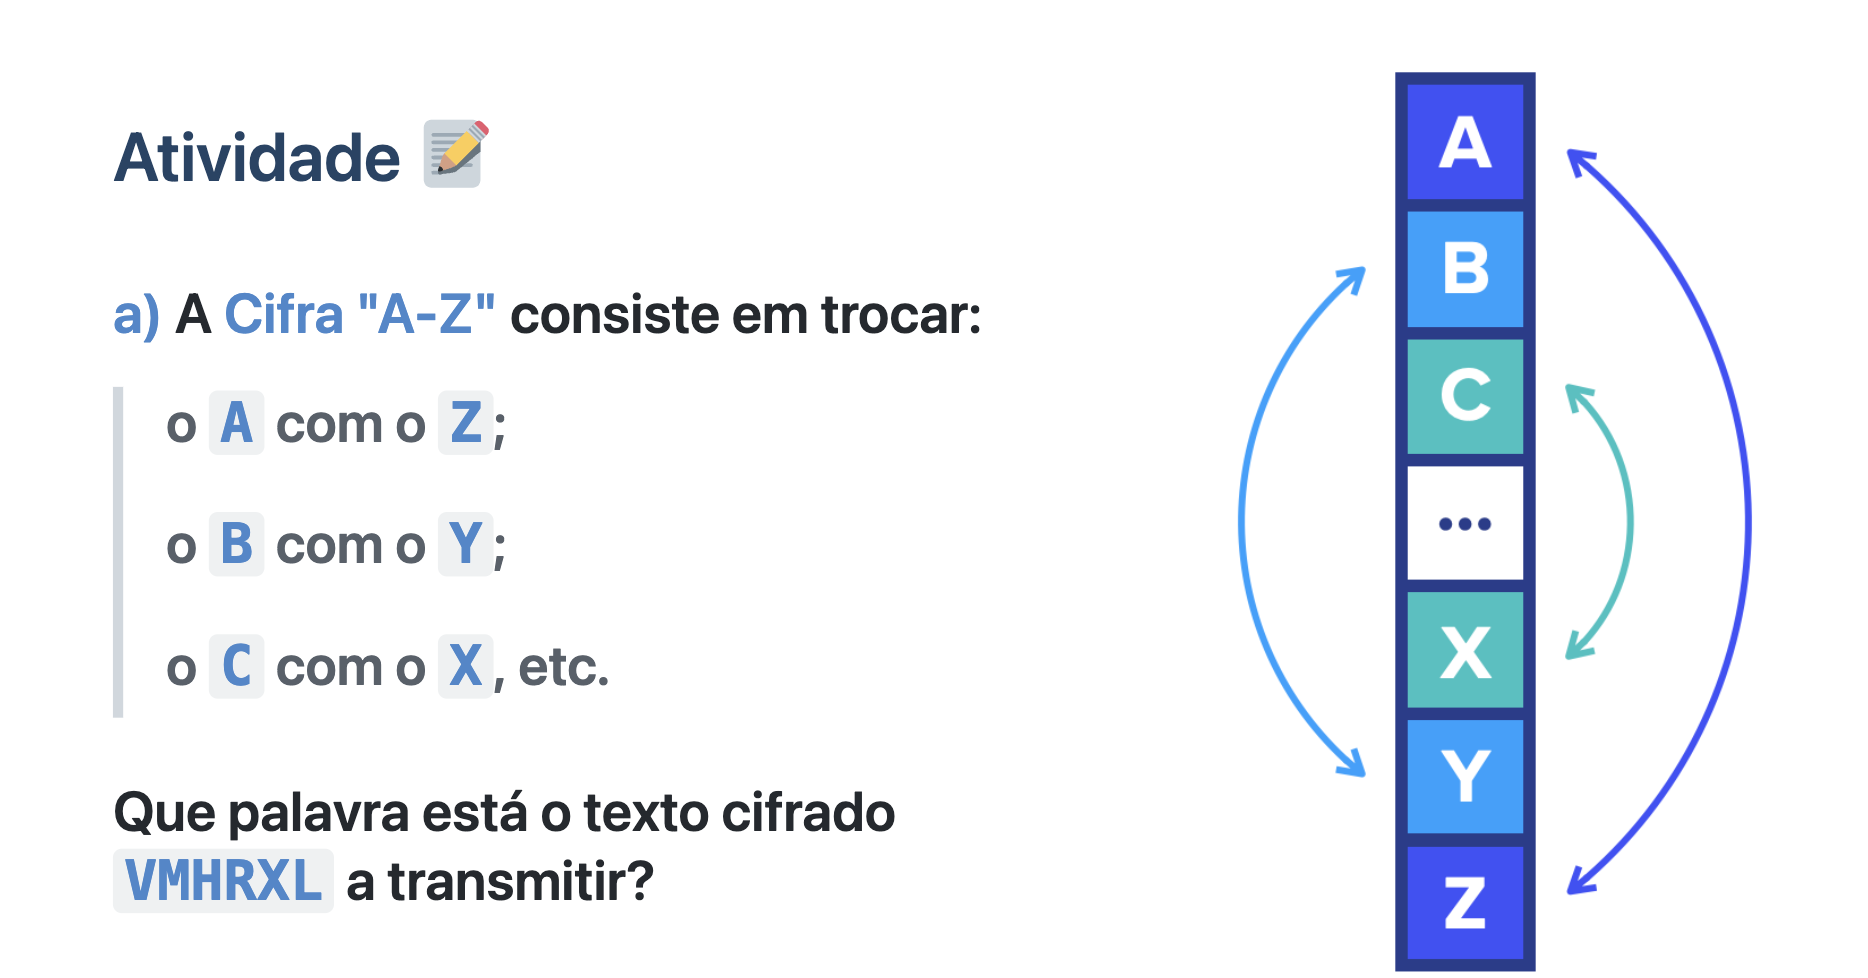 Atividade 📝
a) A Cifra "A-Z" consiste em trocar:
o A com o Z;
o B com o Y;
o C com o X, etc.
Que palavra está o texto cifrado
VMHRXL a transmitir?
A
B
C
...
X
Y
Z